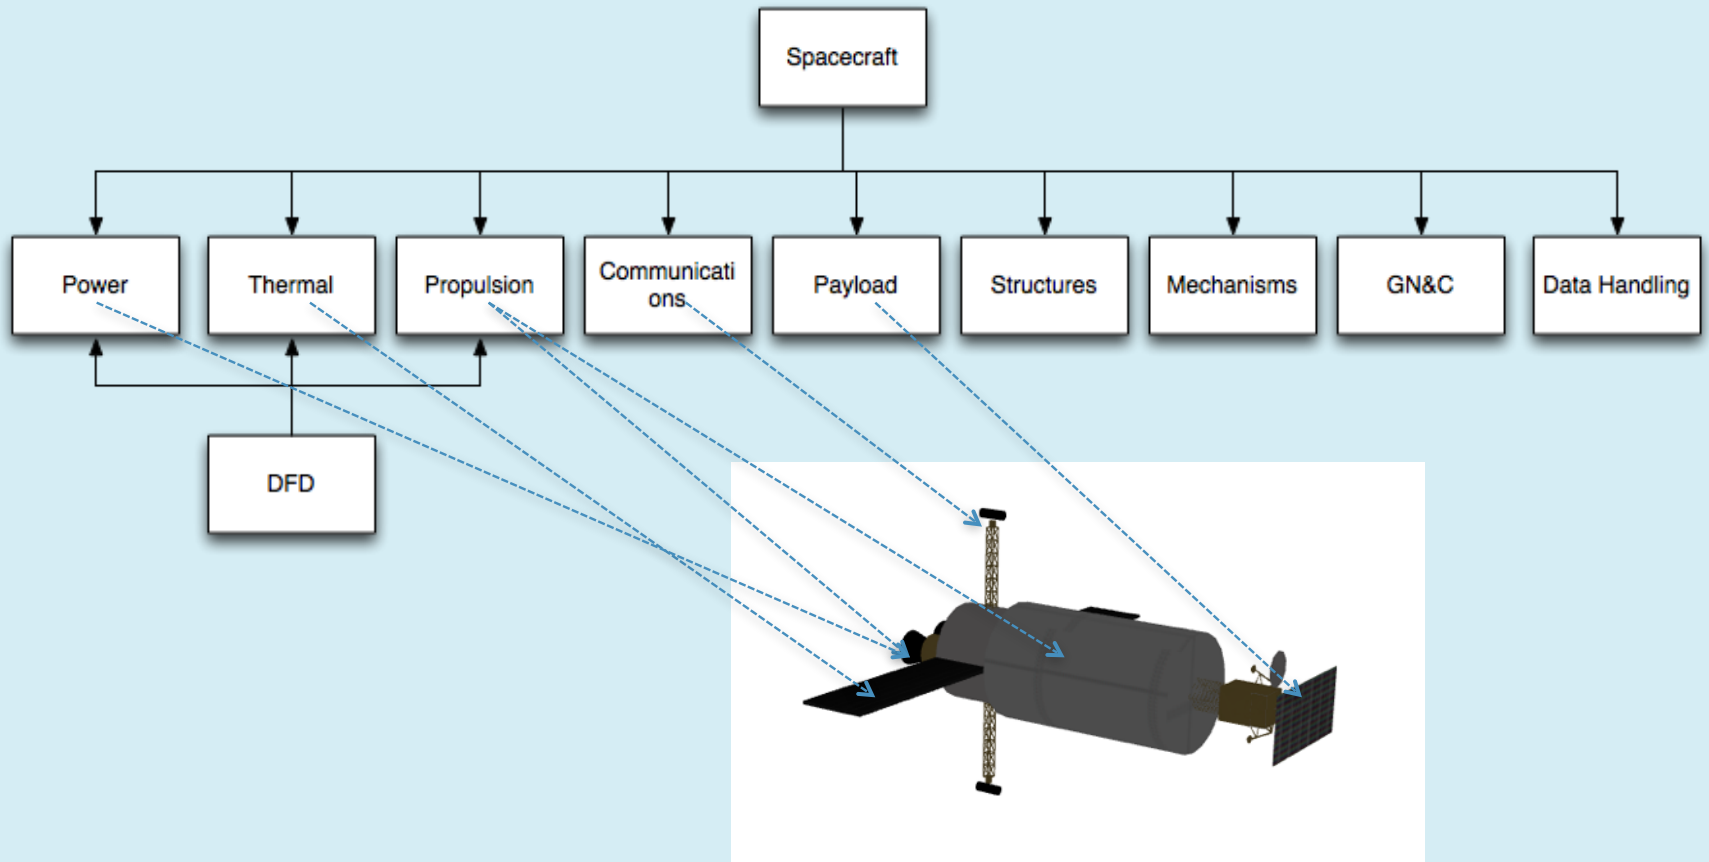 Spacecraft
Power
Thermal
Propulsion
Communicati
ons
Payload
Structures
Mechanisms
GN&C
Data Handling
DFD